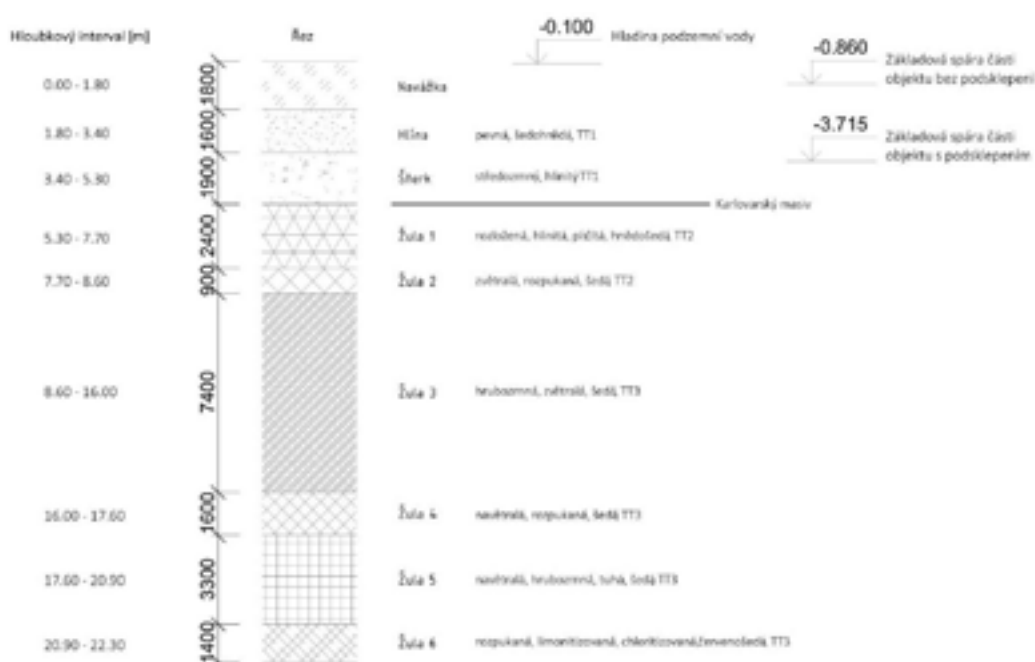 Hloubkový interval [m] Řez -0.100 Hladina podzemní vody
-0.860 Základová spára části
objektu bez podsklepení
0.00 - 1.80 1800 Navážka
1.80 - 3.40 1600 Hlína pevná, šedohnědá, TT1
-3.715 Základová spára části
objektu s podsklepením
3.40 - 5.30 1900 Šterk středozrnný, hlinitý TT1
Karlovarský masiv
5.30 - 7.70 2400 Žula 1 rozložená, hlinitá, písčitá, hnědošedá, TT2
7.70 - 8.60 900 Žula 2 zvětralá, rozpukaná, šedá, TT2
8.60 - 16.00 7400 Žula 3 hrubozrnná, zvětralá, šedá, TT3
16.00 - 17.60 1600 Žula 4 navětralá, rozpukaná, šedá, TT3
17.60 - 20.90 3300 Žula 5 navětralá, hrubozrnná, tuhá, šedá, TT3
20.90 - 22.30 1400 Žula 6 rozpukaná, limonitizovaná, chloritizovaná,červenošedá, TT3